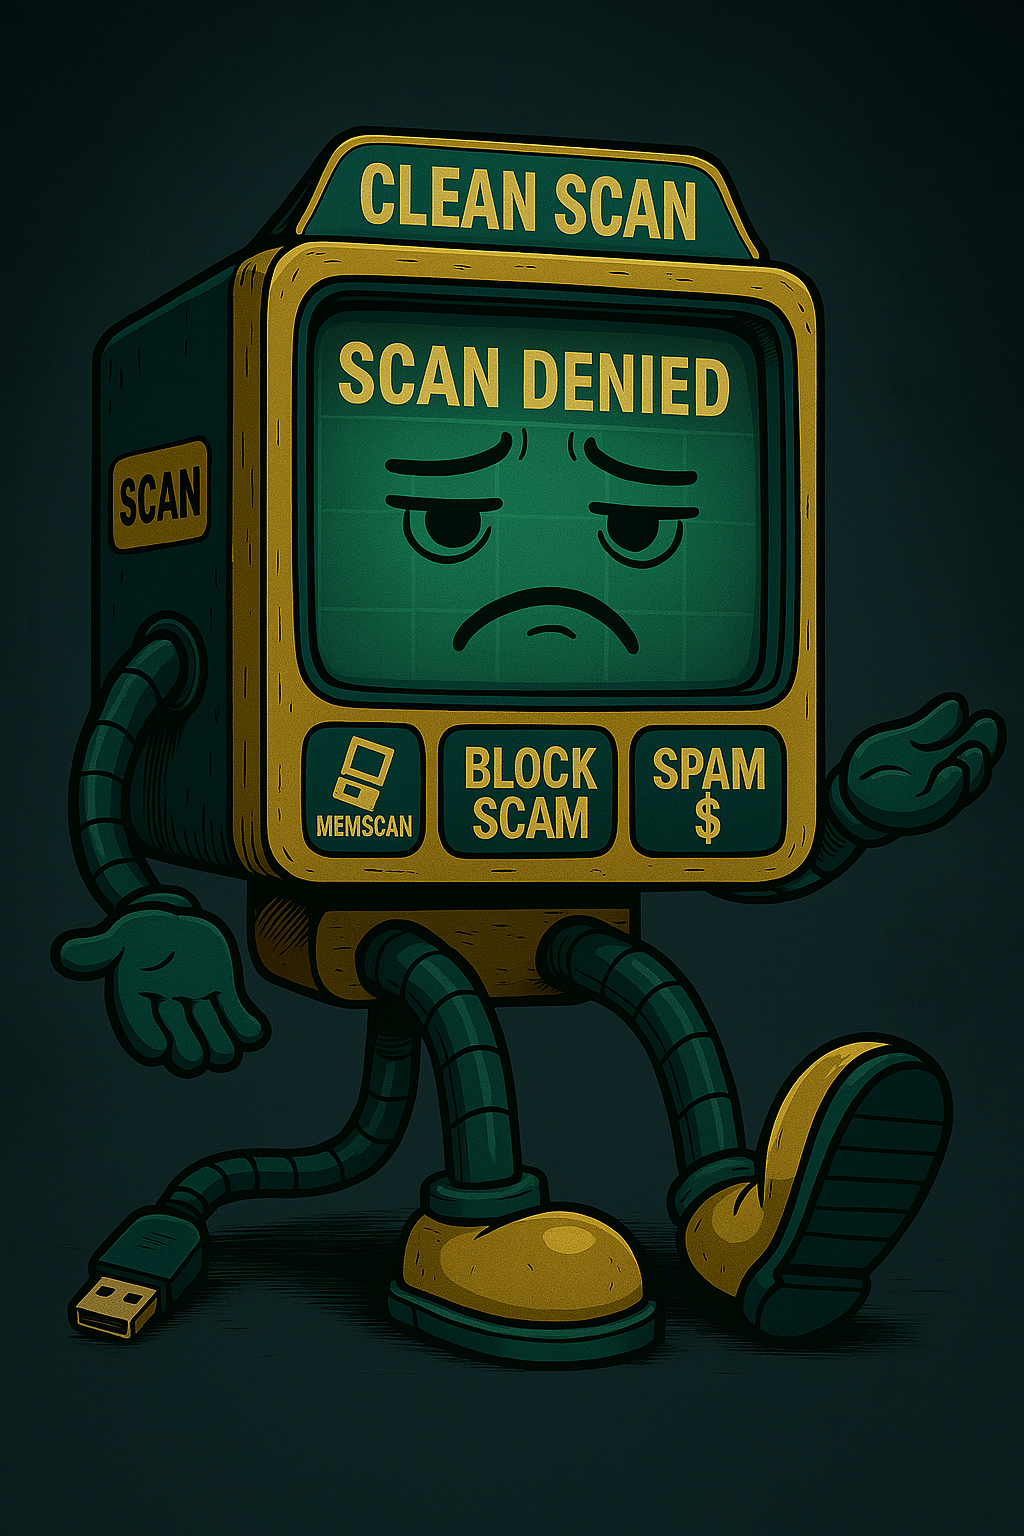 CLEAN SCAN
SCAN DENIED
SCAN
MEMSCAN
BLOCK
SCAM
SPAM
$